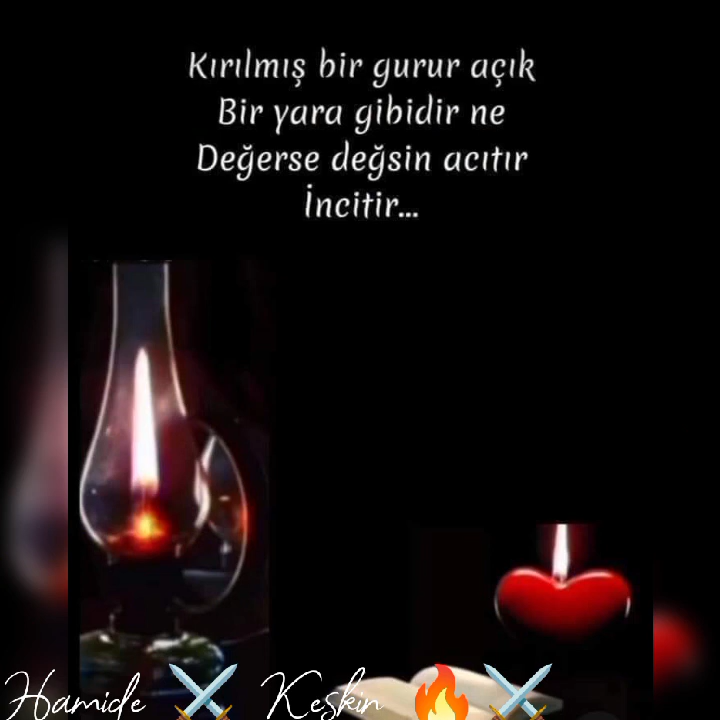 Kırılmış bir gurur açık
Bir yara gibidir ne
Değerse değsin acıtır
İncitir...
Hamide ⚔️ Keskin 🔥⚔️